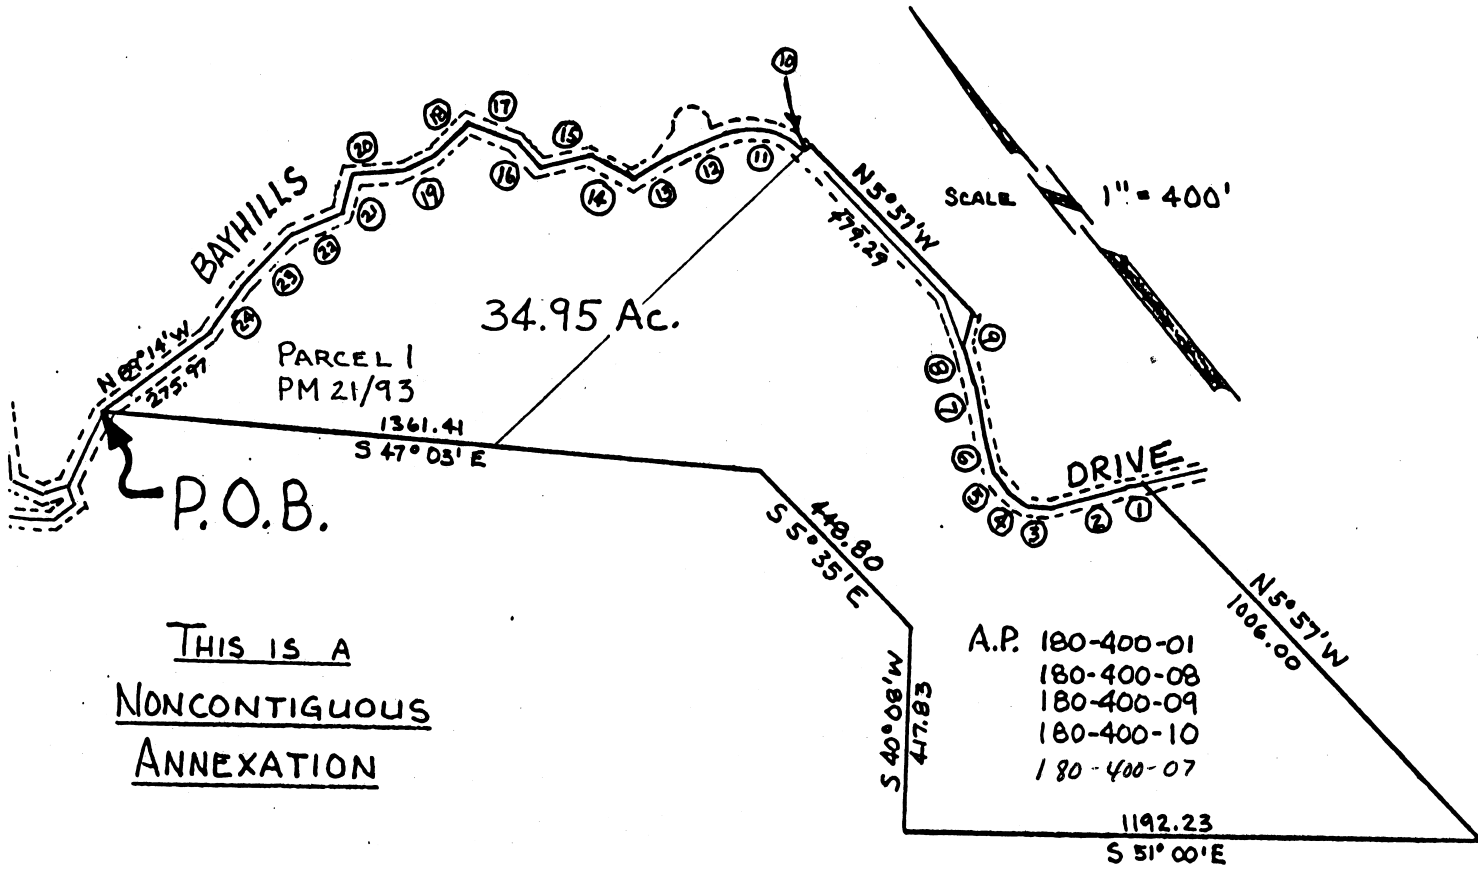 10
18
17
20
15
19
16
14
13
12
11
21
22
23
24
BAYHILLS
N 5°57'W
479.29
SCALE 1" = 400'
34.95 Ac.
PARCEL 1
PM 21/93
N 89°14'W
275.97
1361.41
S 47°03'E
P.O.B.
9
8
7
6
5
4
3
2
1
DRIVE
448.80
S 5°35'E
N 5°57'W
1006.00
THIS IS A
NONCONTIGUOUS
ANNEXATION
A.P. 180-400-01
180-400-08
180-400-09
180-400-10
180-400-07
S 40°08'W
417.83
1192.23
S 51°00'E